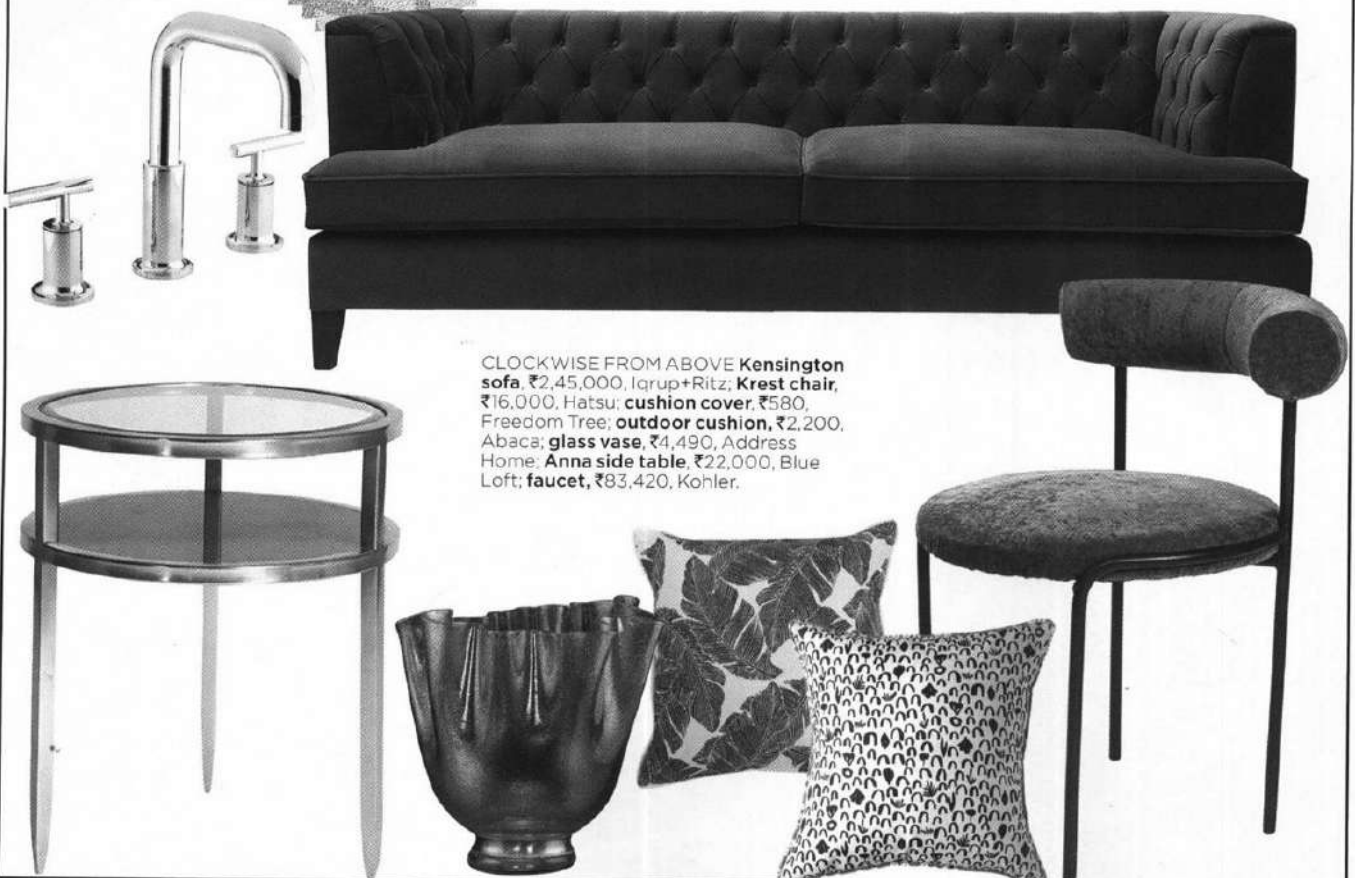 CLOCKWISE FROM ABOVE Kensington
sofa, ₹2,45,000, Iqrup+Ritz; Krest chair,
₹16,000, Hatsu; cushion cover, ₹580,
Freedom Tree; outdoor cushion, ₹2,200,
Abaca; glass vase, ₹4,490, Address
Home; Anna side table, ₹22,000, Blue
Loft; faucet, ₹83,420, Kohler.